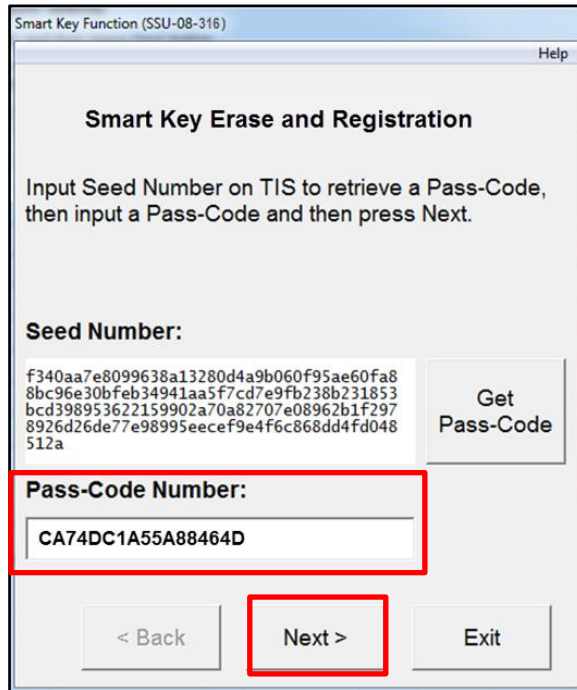 Smart Key Function (SSU-08-316)
Help
Smart Key Erase and Registration
Input Seed Number on TIS to retrieve a Pass-Code,
then input a Pass-Code and then press Next.
Seed Number:
f340aa7e8099638a13280d4a9b060f95ae60fa8
8bc96e30bfeb34941aa5f7cd7e9fb238b231853
bcd398953622159902a70a82707e08962b1f297
8926d26de77e98995eecef9e4f6c868dd4fd048
512a
Get
Pass-Code
Pass-Code Number:
CA74DC1A55A88464D
< Back
Next >
Exit